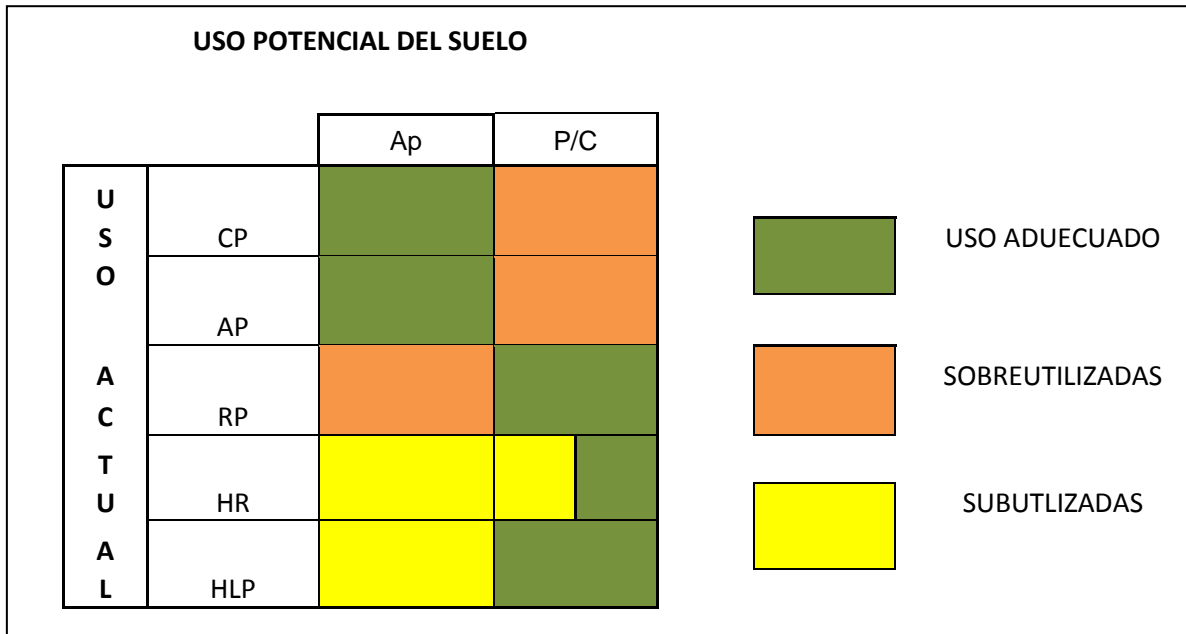 USO POTENCIAL DEL SUELO
Ap P/C
U
S
O
A
C
T
U
A
L
CP
AP
RP
HR
HLP
USO ADUECUADO
SOBREUTILIZADAS
SUBUTLIZADAS